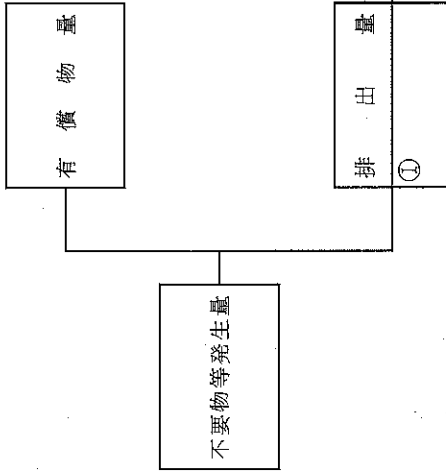 不要物等発生量
有償物量
排出量
①